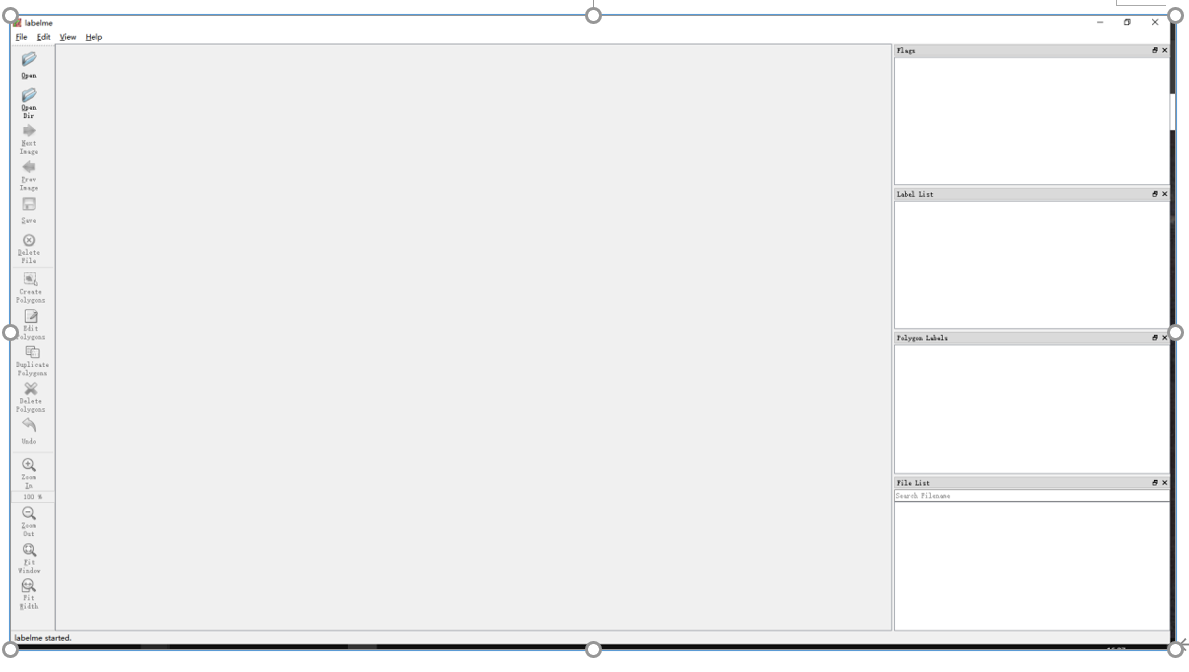 labelme
File Edit View Help
Open
Open
Dir
Next
Image
Prev
Image
Save
Delete
File
Create
Polygons
Edit
Polygons
Duplicate
Polygons
Delete
Polygons
Undo
Zoom
In
100 %
Zoom
Out
Fit
Window
Fit
Width
Flags
Label List
Polygon Labels
File List
Search Filename
labelme started.